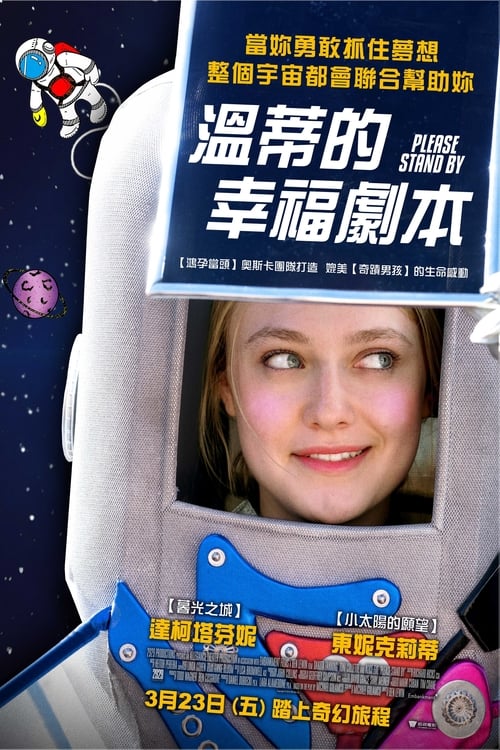 當妳勇敢抓住夢想
整個宇宙都會聯合幫助妳
溫蒂的
PLEASE
STAND BY
幸福劇本
【鴻孕當頭】奧斯卡團隊打造 媲美【奇蹟男孩】的生命感動
【暮光之城】
達柯塔芬妮
【小太陽的願望】
東妮克莉蒂
3月23日(五)踏上奇幻旅程